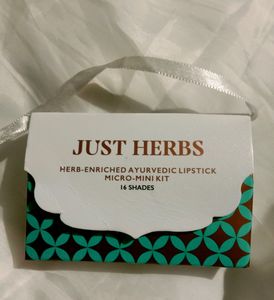 JUST HERBS
HERB-ENRICHED AYURVEDIC LIPSTICK
MICRO-MINI KIT
16 SHADES